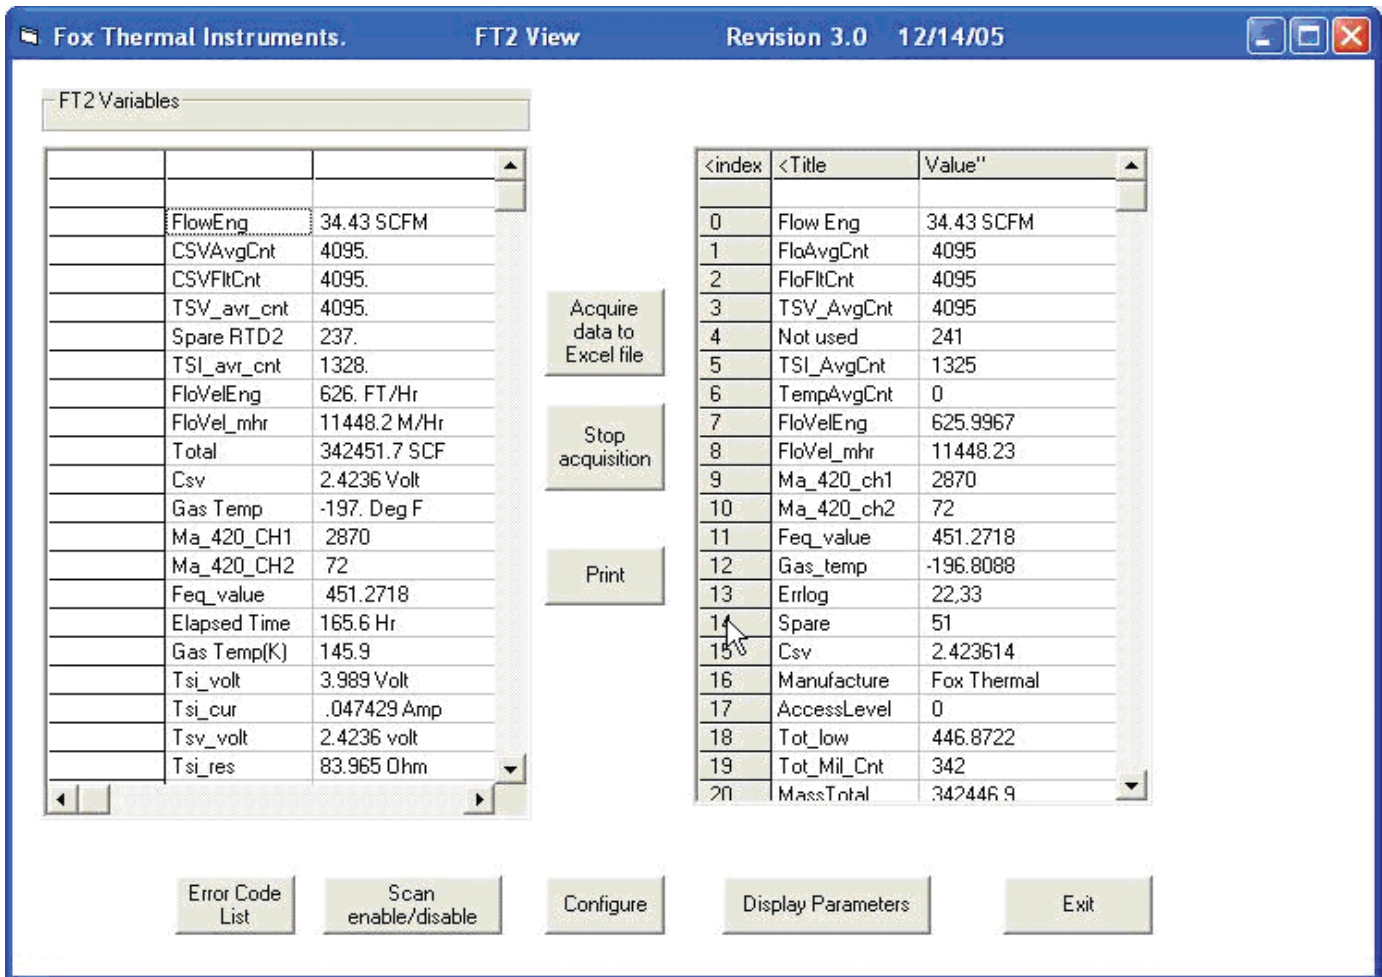 Fox Thermal Instruments. FT2 View Revision 3.0 12/14/05
FT2 Variables
FlowEng 34.43 SCFM
CSVAvgCnt 4095.
CSVFltCnt 4095.
TSV_avr_cnt 4095.
Spare RTD2 237.
TSI_avr_cnt 1328.
FloVelEng 626. FT/Hr
FloVel_mhr 11448.2 M/Hr
Total 342451.7 SCF
Csv 2.4236 Volt
Gas Temp -197. Deg F
Ma_420_CH1 2870
Ma_420_CH2 72
Feq_value 451.2718
Elapsed Time 165.6 Hr
Gas Temp(K) 145.9
Tsi_volt 3.989 Volt
Tsi_cur .047429 Amp
Tsv_volt 2.4236 volt
Tsi_res 83.965 Ohm
Acquire
data to
Excel file
Stop
acquisition
Print
<index <Title Value"
0 Flow Eng 34.43 SCFM
1 FloAvgCnt 4095
2 FloFltCnt 4095
3 TSV_AvgCnt 4095
4 Not used 241
5 TSI_AvgCnt 1325
6 TempAvgCnt 0
7 FloVelEng 625.9967
8 FloVel_mhr 11448.23
9 Ma_420_ch1 2870
10 Ma_420_ch2 72
11 Feq_value 451.2718
12 Gas_temp -196.8088
13 Errlog 22,33
14 Spare 51
15 Csv 2.423614
16 Manufacture Fox Thermal
17 AccessLevel 0
18 Tot_low 446.8722
19 Tot_Mil_Cnt 342
20 MassTotal 342446.9
Error Code
List
Scan
enable/disable
Configure
Display Parameters
Exit